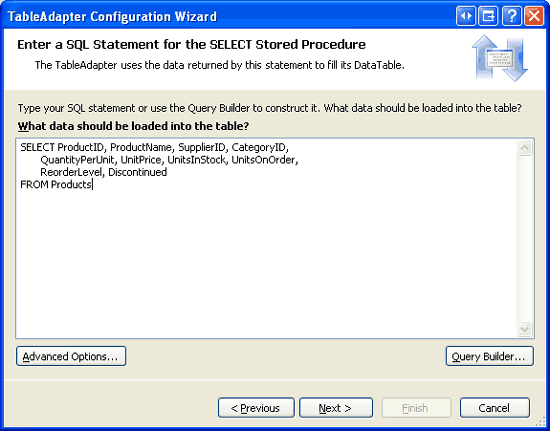 TableAdapter Configuration Wizard
Enter a SQL Statement for the SELECT Stored Procedure
The TableAdapter uses the data returned by this statement to fill its DataTable.
Type your SQL statement or use the Query Builder to construct it. What data should be loaded into the table?
What data should be loaded into the table?
SELECT ProductID, ProductName, SupplierID, CategoryID,
QuantityPerUnit, UnitPrice, UnitsInStock, UnitsOnOrder,
ReorderLevel, Discontinued
FROM Products
Advanced Options... Query Builder...
< Previous Next > Finish Cancel